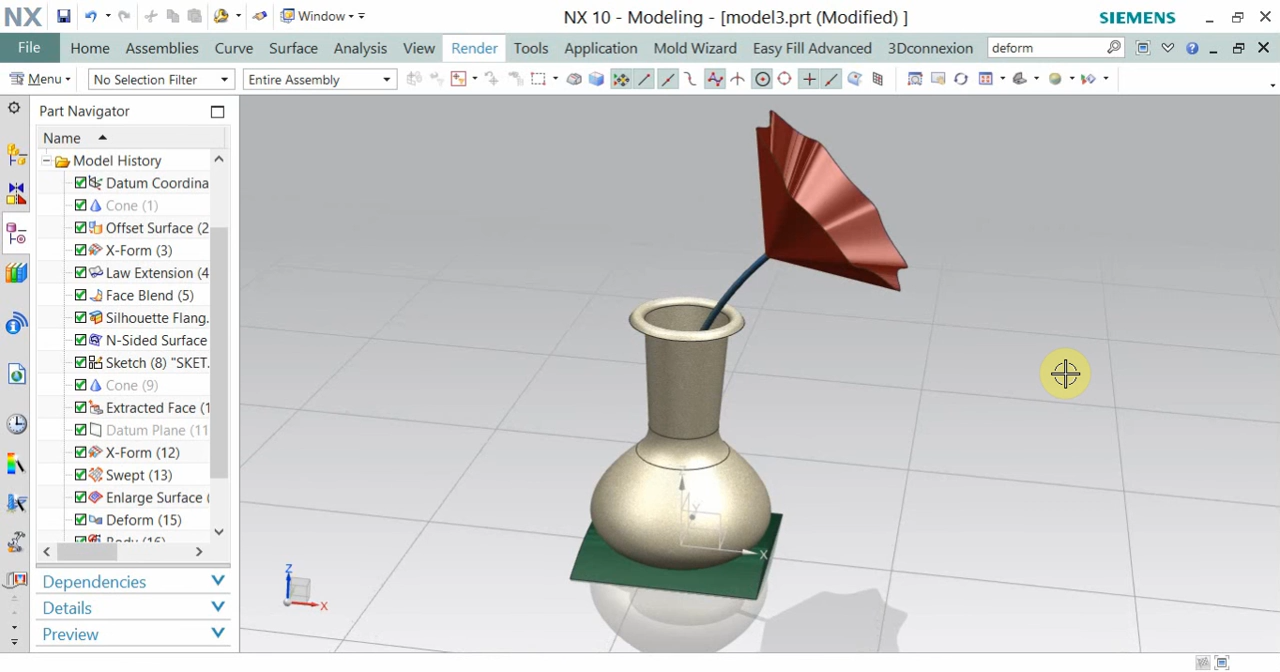 NX Window NX 10 - Modeling - [model3.prt (Modified) ] SIEMENS
File Home Assemblies Curve Surface Analysis View Render Tools Application Mold Wizard Easy Fill Advanced 3Dconnexion deform
Menu No Selection Filter Entire Assembly
Part Navigator
Name
Model History
Datum Coordina
Cone (1)
Offset Surface (2
X-Form (3)
Law Extension (4
Face Blend (5)
Silhouette Flang.
N-Sided Surface
Sketch (8) "SKET.
Cone (9)
Extracted Face (1
Datum Plane (11
X-Form (12)
Swept (13)
Enlarge Surface (
Deform (15)
Body (16)
Dependencies
Details
Preview
Z
X
Z
Y
X